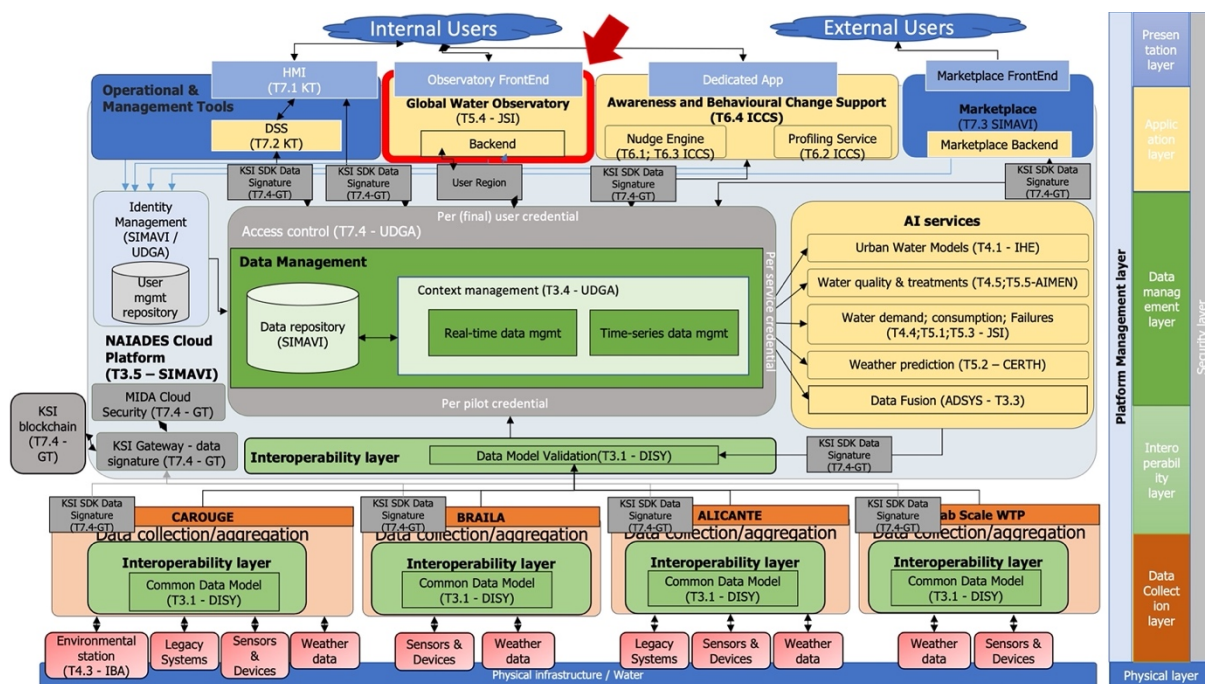 Internal Users
External Users
HMI
(T7.1 KT)
Operational &
Management Tools
DSS
(T7.2 KT)
Observatory FrontEnd
Global Water Observatory
(T5.4 - JSI)
Backend
Dedicated App
Awareness and Behavioural Change Support
(T6.4 ICCS)
Nudge Engine
(T6.1; T6.3 ICCS)
Profiling Service
(T6.2 ICCS)
Marketplace FrontEnd
Marketplace
(T7.3 SIMAVI)
Marketplace Backend
KSI SDK Data
Signature
(T7.4-GT)
KSI SDK Data
Signature
(T7.4-GT)
User Region
KSI SDK Data
Signature
(T7.4-GT)
KSI SDK Data
Signature
(T7.4-GT)
Identity
Management
(SIMAVI /
UDGA)
User
mgmt
repository
NAIADES Cloud
Platform
(T3.5 – SIMAVI)
MIDA Cloud
Security (T7.4 - GT)
KSI
blockchain
(T7.4 -
GT)
KSI Gateway - data
signature (T7.4 - GT)
Per (final) user credential
Access control (T7.4 - UDGA)
Data Management
Data repository
(SIMAVI)
Context management (T3.4 - UDGA)
Real-time data mgmt
Time-series data mgmt
Per service credential
Per pilot credential
AI services
Urban Water Models (T4.1 - IHE)
Water quality & treatments (T4.5;T5.5-AIMEN)
Water demand; consumption; Failures
(T4.4;T5.1;T5.3 - JSI)
Weather prediction (T5.2 – CERTH)
Data Fusion (ADSYS - T3.3)
Interoperability layer
Data Model Validation(T3.1 - DISY)
KSI SDK Data
Signature
(T7.4-GT)
KSI SDK Data
Signature
(T7.4-GT)
CAROUGE
Data collection/aggregation
Interoperability layer
Common Data Model
(T3.1 - DISY)
KSI SDK Data
Signature
(T7.4-GT)
BRAILA
Data collection/aggregation
Interoperability layer
Common Data Model
(T3.1 - DISY)
KSI SDK Data
Signature
(T7.4-GT)
ALICANTE
Data collection/aggregation
Interoperability layer
Common Data Model
(T3.1 - DISY)
KSI SDK Data
Signature
(T7.4-GT)
ab Scale WTP
Data collection/aggregation
Interoperability layer
Common Data Model
(T3.1 - DISY)
Environmental
station
(T4.3 - IBA)
Legacy
Systems
Sensors
&
Devices
Weather
data
Sensors &
Devices
Weather
data
Legacy
Systems
Sensors &
Devices
Weather
data
Weather
data
Sensors &
Devices
Physical infrastructure / Water
Platform Management layer
Presen
tation
layer
Applic
ation
layer
Data
manag
ement
layer
Intero
perabil
ity
layer
Data
Collect
ion
layer
Security layer
Physical layer